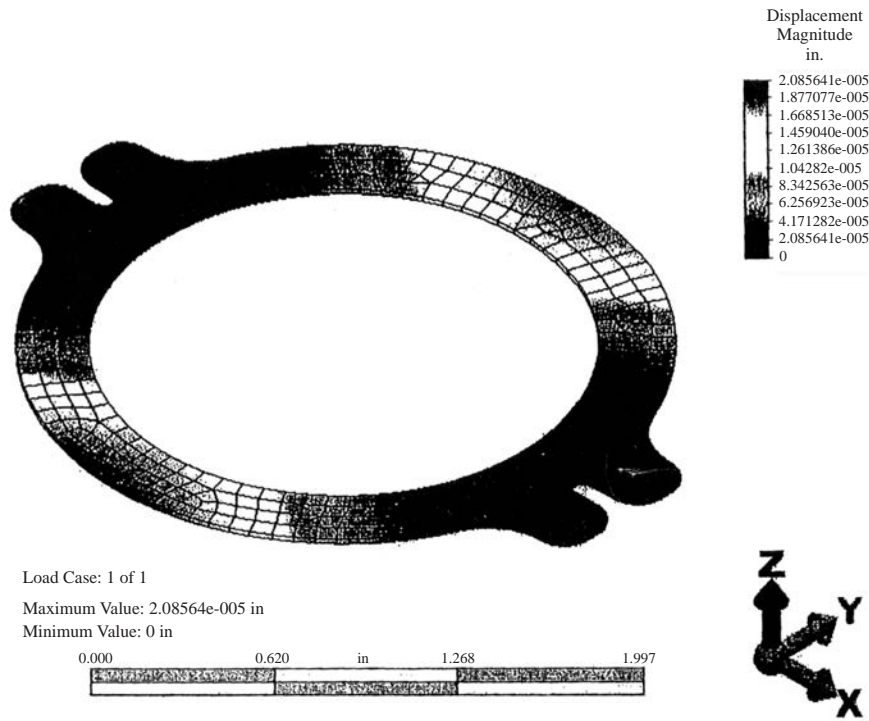 Displacement
Magnitude
in.
2.085641e-005
1.877077e-005
1.668513e-005
1.459040e-005
1.261386e-005
1.04282e-005
8.342563e-005
6.256923e-005
4.171282e-005
2.085641e-005
0
Load Case: 1 of 1
Maximum Value: 2.08564e-005 in
Minimum Value: 0 in
0.000 0.620 in 1.268 1.997
Z
Y
X